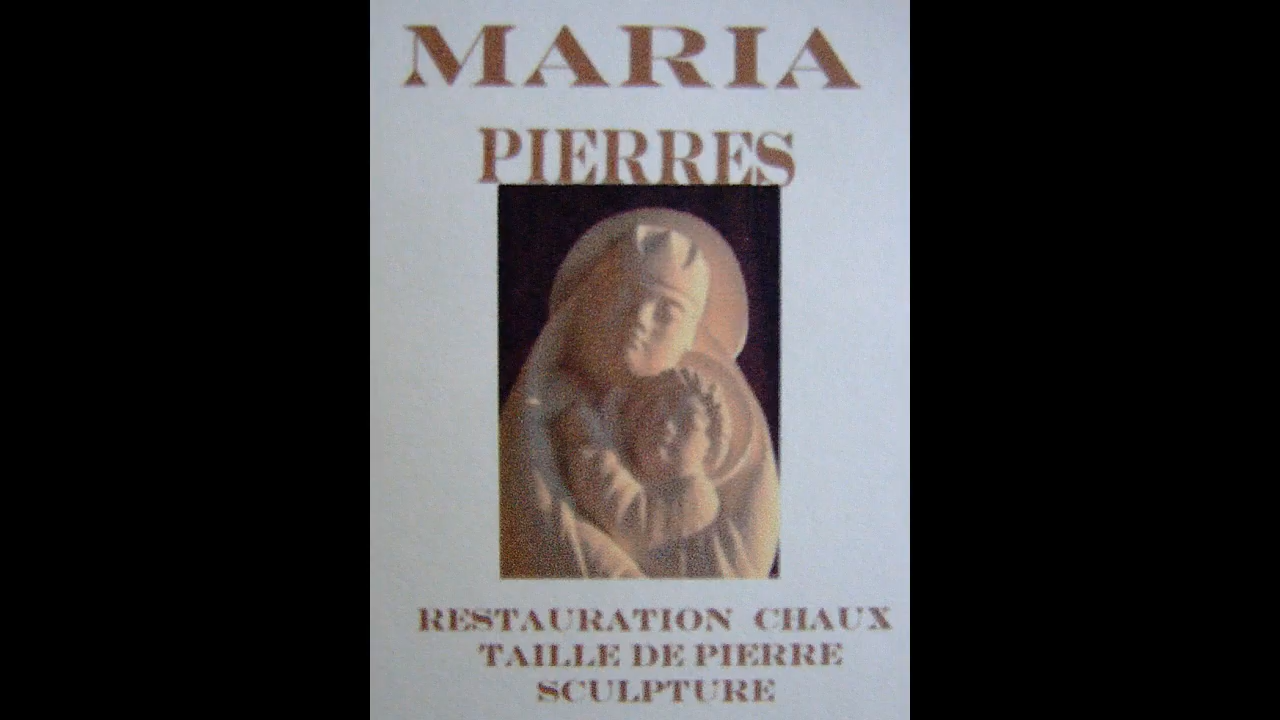 MARIA
PIERRES
RESTAURATION CHAUX
TAILLE DE PIERRE
SCULPTURE